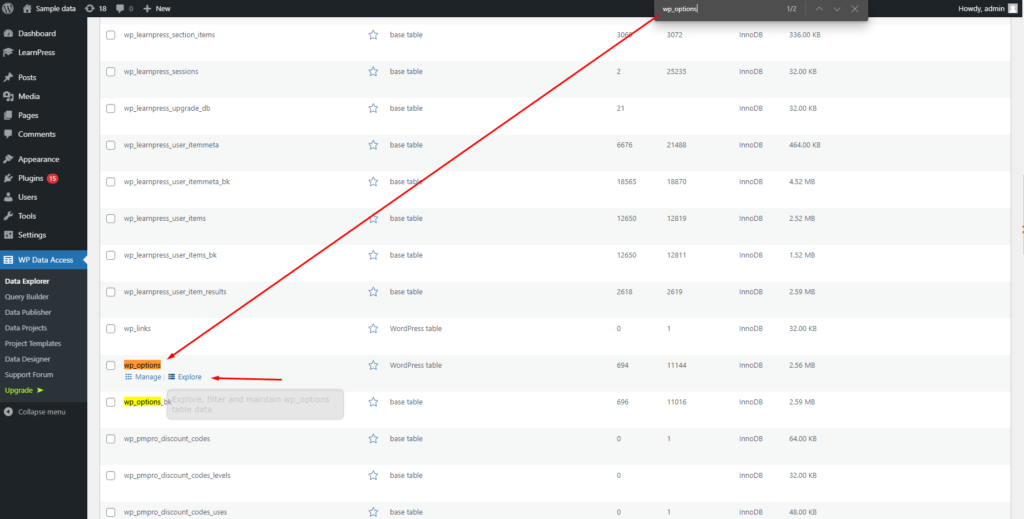 Sample data 18 0 New
Howdy, admin
wp_options 1/2
Dashboard
LearnPress
Posts
Media
Pages
Comments
Appearance
Plugins 15
Users
Tools
Settings
WP Data Access
Data Explorer
Query Builder
Data Publisher
Data Projects
Project Templates
Data Designer
Support Forum
Upgrade ➤
Collapse menu
wp_learnpress_section_items base table 3060 3072 InnoDB 336.00 KB
wp_learnpress_sessions base table 2 25235 InnoDB 32.00 KB
wp_learnpress_upgrade_db base table 21 InnoDB 32.00 KB
wp_learnpress_user_itemmeta base table 6676 21488 InnoDB 464.00 KB
wp_learnpress_user_itemmeta_bk base table 18565 18870 InnoDB 4.52 MB
wp_learnpress_user_items base table 12650 12819 InnoDB 2.52 MB
wp_learnpress_user_items_bk base table 12650 12811 InnoDB 1.52 MB
wp_learnpress_user_item_results base table 2618 2619 InnoDB 2.59 MB
wp_links WordPress table 0 1 InnoDB 32.00 KB
wp_options WordPress table 694 11144 InnoDB 2.56 MB
Manage | Explore
wp_options_bk base table 696 11016 InnoDB 2.59 MB
Explore, filter and maintain wp_options
table data
wp_pmpro_discount_codes base table 0 1 InnoDB 64.00 KB
wp_pmpro_discount_codes_levels base table 0 InnoDB 32.00 KB
wp_pmpro_discount_codes_uses base table 0 1 InnoDB 48.00 KB